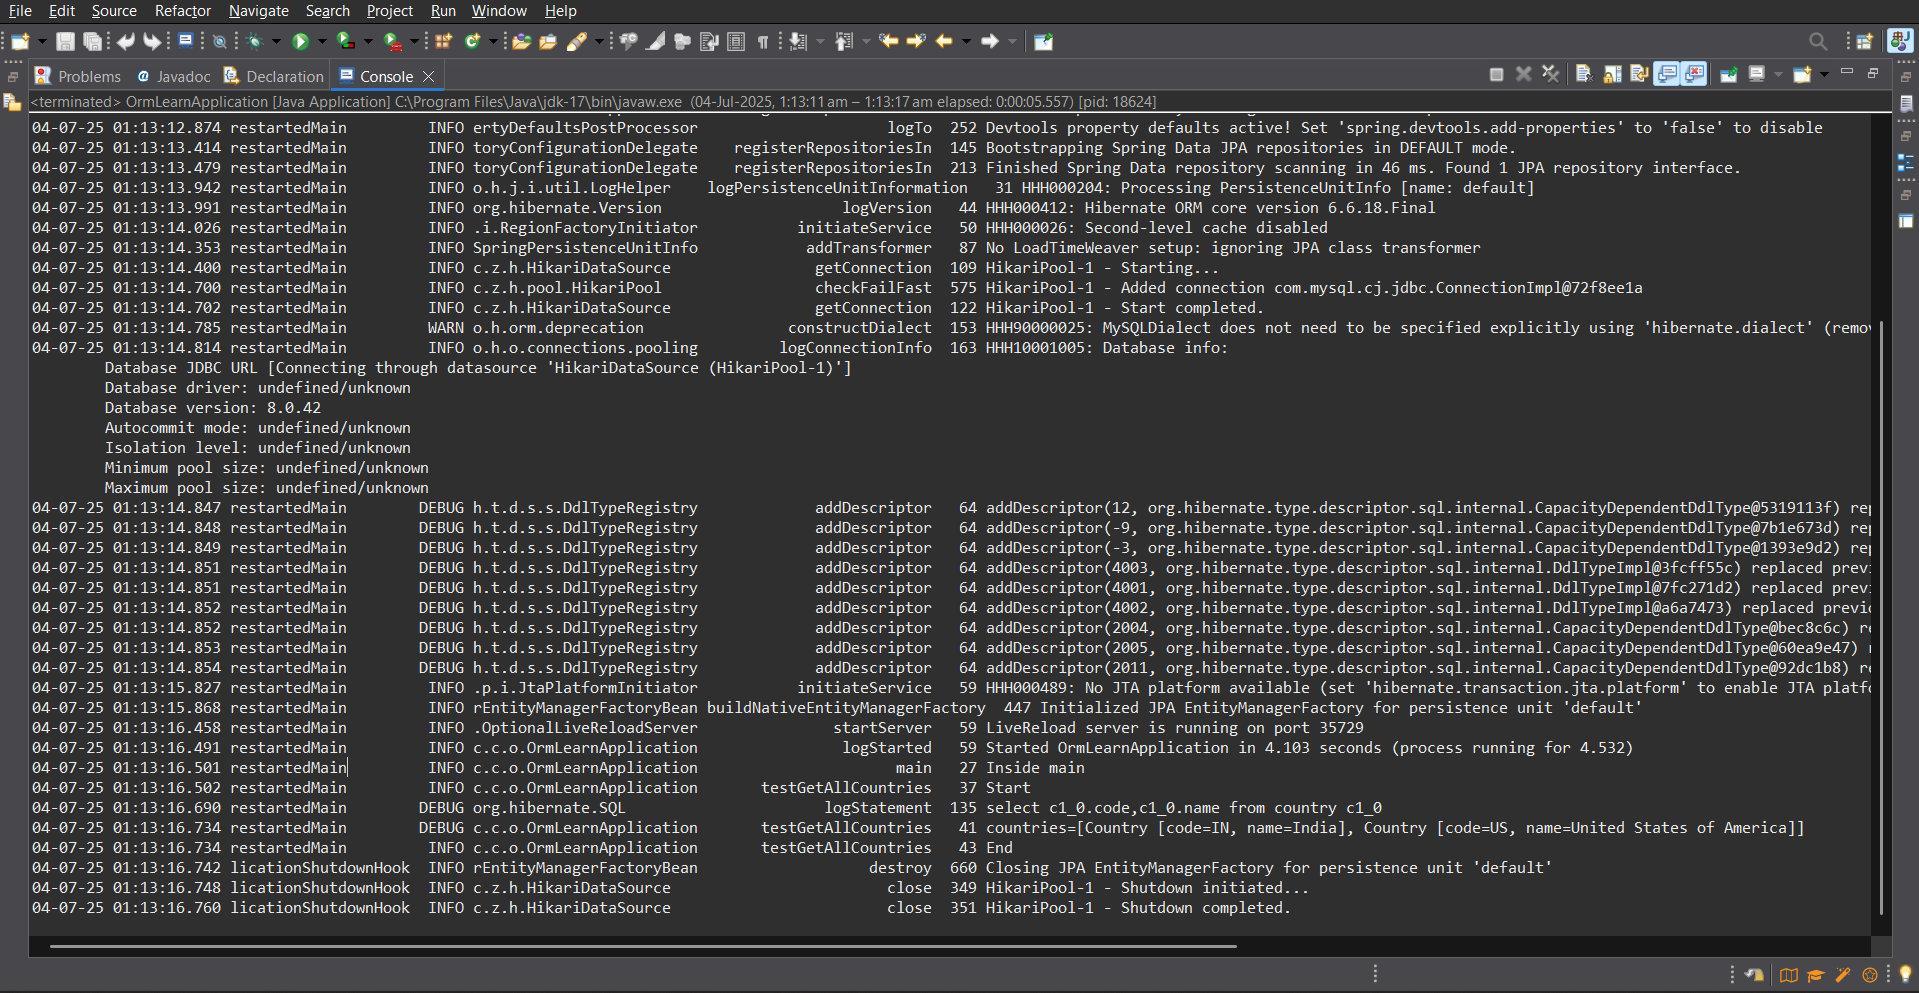 File Edit Source Refactor Navigate Search Project Run Window Help
Problems Javadoc Declaration Console
<terminated> OrmLearnApplication [Java Application] C:\Program Files\Java\jdk-17\bin\javaw.exe (04-Jul-2025, 1:13:11 am – 1:13:17 am elapsed: 0:00:05.557) [pid: 18624]
04-07-25 01:13:12.874 restartedMain INFO ertyDefaultsPostProcessor logTo 252 Devtools property defaults active! Set 'spring.devtools.add-properties' to 'false' to disable
04-07-25 01:13:13.414 restartedMain INFO toryConfigurationDelegate registerRepositoriesIn 145 Bootstrapping Spring Data JPA repositories in DEFAULT mode.
04-07-25 01:13:13.479 restartedMain INFO toryConfigurationDelegate registerRepositoriesIn 213 Finished Spring Data repository scanning in 46 ms. Found 1 JPA repository interface.
04-07-25 01:13:13.942 restartedMain INFO o.h.j.i.util.LogHelper logPersistenceUnitInformation 31 HHH000204: Processing PersistenceUnitInfo [name: default]
04-07-25 01:13:13.991 restartedMain INFO org.hibernate.Version logVersion 44 HHH000412: Hibernate ORM core version 6.6.18.Final
04-07-25 01:13:14.026 restartedMain INFO .i.RegionFactoryInitiator initiateService 50 HHH000026: Second-level cache disabled
04-07-25 01:13:14.353 restartedMain INFO SpringPersistenceUnitInfo addTransformer 87 No LoadTimeWeaver setup: ignoring JPA class transformer
04-07-25 01:13:14.400 restartedMain INFO c.z.h.HikariDataSource getConnection 109 HikariPool-1 - Starting...
04-07-25 01:13:14.700 restartedMain INFO c.z.h.pool.HikariPool checkFailFast 575 HikariPool-1 - Added connection com.mysql.cj.jdbc.ConnectionImpl@72f8ee1a
04-07-25 01:13:14.702 restartedMain INFO c.z.h.HikariDataSource getConnection 122 HikariPool-1 - Start completed.
04-07-25 01:13:14.785 restartedMain WARN o.h.orm.deprecation constructDialect 153 HHH90000025: MySQLDialect does not need to be specified explicitly using 'hibernate.dialect' (remov
04-07-25 01:13:14.814 restartedMain INFO o.h.o.connections.pooling logConnectionInfo 163 HHH10001005: Database info:
Database JDBC URL [Connecting through datasource 'HikariDataSource (HikariPool-1)']
Database driver: undefined/unknown
Database version: 8.0.42
Autocommit mode: undefined/unknown
Isolation level: undefined/unknown
Minimum pool size: undefined/unknown
Maximum pool size: undefined/unknown
04-07-25 01:13:14.847 restartedMain DEBUG h.t.d.s.s.DdlTypeRegistry addDescriptor 64 addDescriptor(12, org.hibernate.type.descriptor.sql.internal.CapacityDependentDdlType@5319113f) rep
04-07-25 01:13:14.848 restartedMain DEBUG h.t.d.s.s.DdlTypeRegistry addDescriptor 64 addDescriptor(-9, org.hibernate.type.descriptor.sql.internal.CapacityDependentDdlType@7b1e673d) rep
04-07-25 01:13:14.849 restartedMain DEBUG h.t.d.s.s.DdlTypeRegistry addDescriptor 64 addDescriptor(-3, org.hibernate.type.descriptor.sql.internal.CapacityDependentDdlType@1393e9d2) rep
04-07-25 01:13:14.851 restartedMain DEBUG h.t.d.s.s.DdlTypeRegistry addDescriptor 64 addDescriptor(4003, org.hibernate.type.descriptor.sql.internal.DdlTypeImpl@3fcff55c) replaced previ
04-07-25 01:13:14.851 restartedMain DEBUG h.t.d.s.s.DdlTypeRegistry addDescriptor 64 addDescriptor(4001, org.hibernate.type.descriptor.sql.internal.DdlTypeImpl@7fc271d2) replaced previ
04-07-25 01:13:14.852 restartedMain DEBUG h.t.d.s.s.DdlTypeRegistry addDescriptor 64 addDescriptor(4002, org.hibernate.type.descriptor.sql.internal.DdlTypeImpl@a6a7473) replaced previo
04-07-25 01:13:14.852 restartedMain DEBUG h.t.d.s.s.DdlTypeRegistry addDescriptor 64 addDescriptor(2004, org.hibernate.type.descriptor.sql.internal.CapacityDependentDdlType@bec8c6c) re
04-07-25 01:13:14.853 restartedMain DEBUG h.t.d.s.s.DdlTypeRegistry addDescriptor 64 addDescriptor(2005, org.hibernate.type.descriptor.sql.internal.CapacityDependentDdlType@60ea9e47) r
04-07-25 01:13:14.854 restartedMain DEBUG h.t.d.s.s.DdlTypeRegistry addDescriptor 64 addDescriptor(2011, org.hibernate.type.descriptor.sql.internal.CapacityDependentDdlType@92dc1b8) re
04-07-25 01:13:15.827 restartedMain INFO .p.i.JtaPlatformInitiator initiateService 59 HHH000489: No JTA platform available (set 'hibernate.transaction.jta.platform' to enable JTA platfo
04-07-25 01:13:15.868 restartedMain INFO rEntityManagerFactoryBean buildNativeEntityManagerFactory 447 Initialized JPA EntityManagerFactory for persistence unit 'default'
04-07-25 01:13:16.458 restartedMain INFO .OptionalLiveReloadServer startServer 59 LiveReload server is running on port 35729
04-07-25 01:13:16.491 restartedMain INFO c.c.o.OrmLearnApplication logStarted 59 Started OrmLearnApplication in 4.103 seconds (process running for 4.532)
04-07-25 01:13:16.501 restartedMain INFO c.c.o.OrmLearnApplication main 27 Inside main
04-07-25 01:13:16.502 restartedMain INFO c.c.o.OrmLearnApplication testGetAllCountries 37 Start
04-07-25 01:13:16.690 restartedMain DEBUG org.hibernate.SQL logStatement 135 select c1_0.code,c1_0.name from country c1_0
04-07-25 01:13:16.734 restartedMain DEBUG c.c.o.OrmLearnApplication testGetAllCountries 41 countries=[Country [code=IN, name=India], Country [code=US, name=United States of America]]
04-07-25 01:13:16.734 restartedMain INFO c.c.o.OrmLearnApplication testGetAllCountries 43 End
04-07-25 01:13:16.742 licationShutdownHook INFO rEntityManagerFactoryBean destroy 660 Closing JPA EntityManagerFactory for persistence unit 'default'
04-07-25 01:13:16.748 licationShutdownHook INFO c.z.h.HikariDataSource close 349 HikariPool-1 - Shutdown initiated...
04-07-25 01:13:16.760 licationShutdownHook INFO c.z.h.HikariDataSource close 351 HikariPool-1 - Shutdown completed.